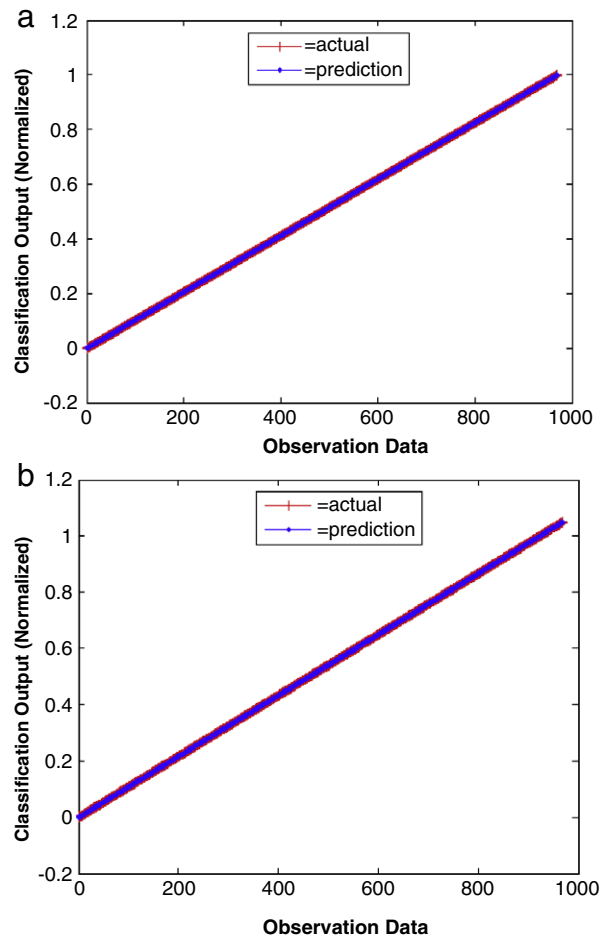 a
1.2
=actual
=prediction
1
0.8
0.6
0.4
0.2
0
-0.2
Classification Output (Normalized)
0 200 400 600 800 1000
Observation Data
b
1.2
=actual
=prediction
1
0.8
0.6
0.4
0.2
0
-0.2
Classification Output (Normalized)
0 200 400 600 800 1000
Observation Data